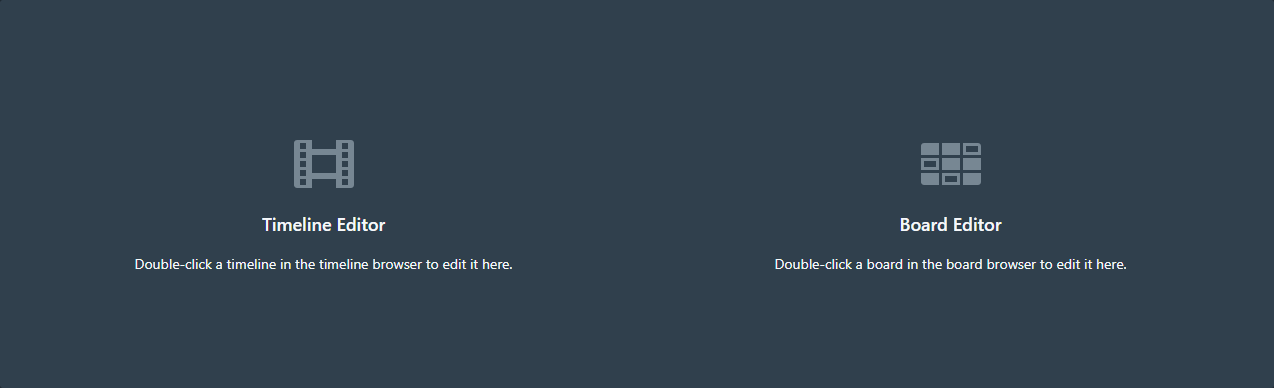 Timeline Editor
Double-click a timeline in the timeline browser to edit it here.
Board Editor
Double-click a board in the board browser to edit it here.